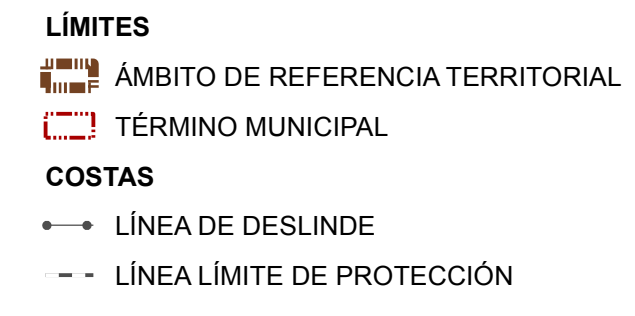 LÍMITES
ÁMBITO DE REFERENCIA TERRITORIAL
TÉRMINO MUNICIPAL
COSTAS
LÍNEA DE DESLINDE
LÍNEA LÍMITE DE PROTECCIÓN